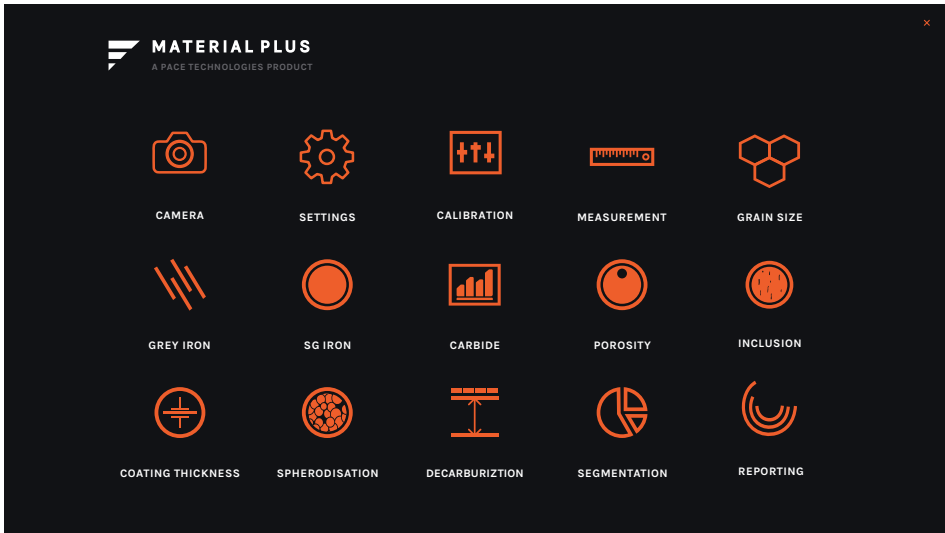 MATERIAL PLUS
A PACE TECHNOLOGIES PRODUCT
CAMERA
SETTINGS
CALIBRATION
MEASUREMENT
GRAIN SIZE
GREY IRON
SG IRON
CARBIDE
POROSITY
INCLUSION
COATING THICKNESS
SPHERODISATION
DECARBURIZTION
SEGMENTATION
REPORTING